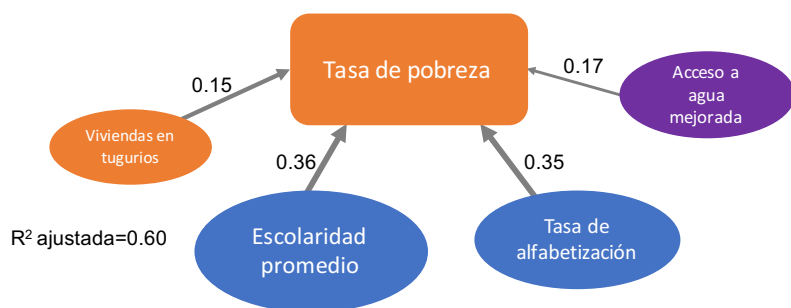 Tasa de pobreza
0.15
0.17
Acceso a
agua
mejorada
Viviendas en
tugurios
0.36
0.35
R² ajustada=0.60
Escolaridad
promedio
Tasa de
alfabetización